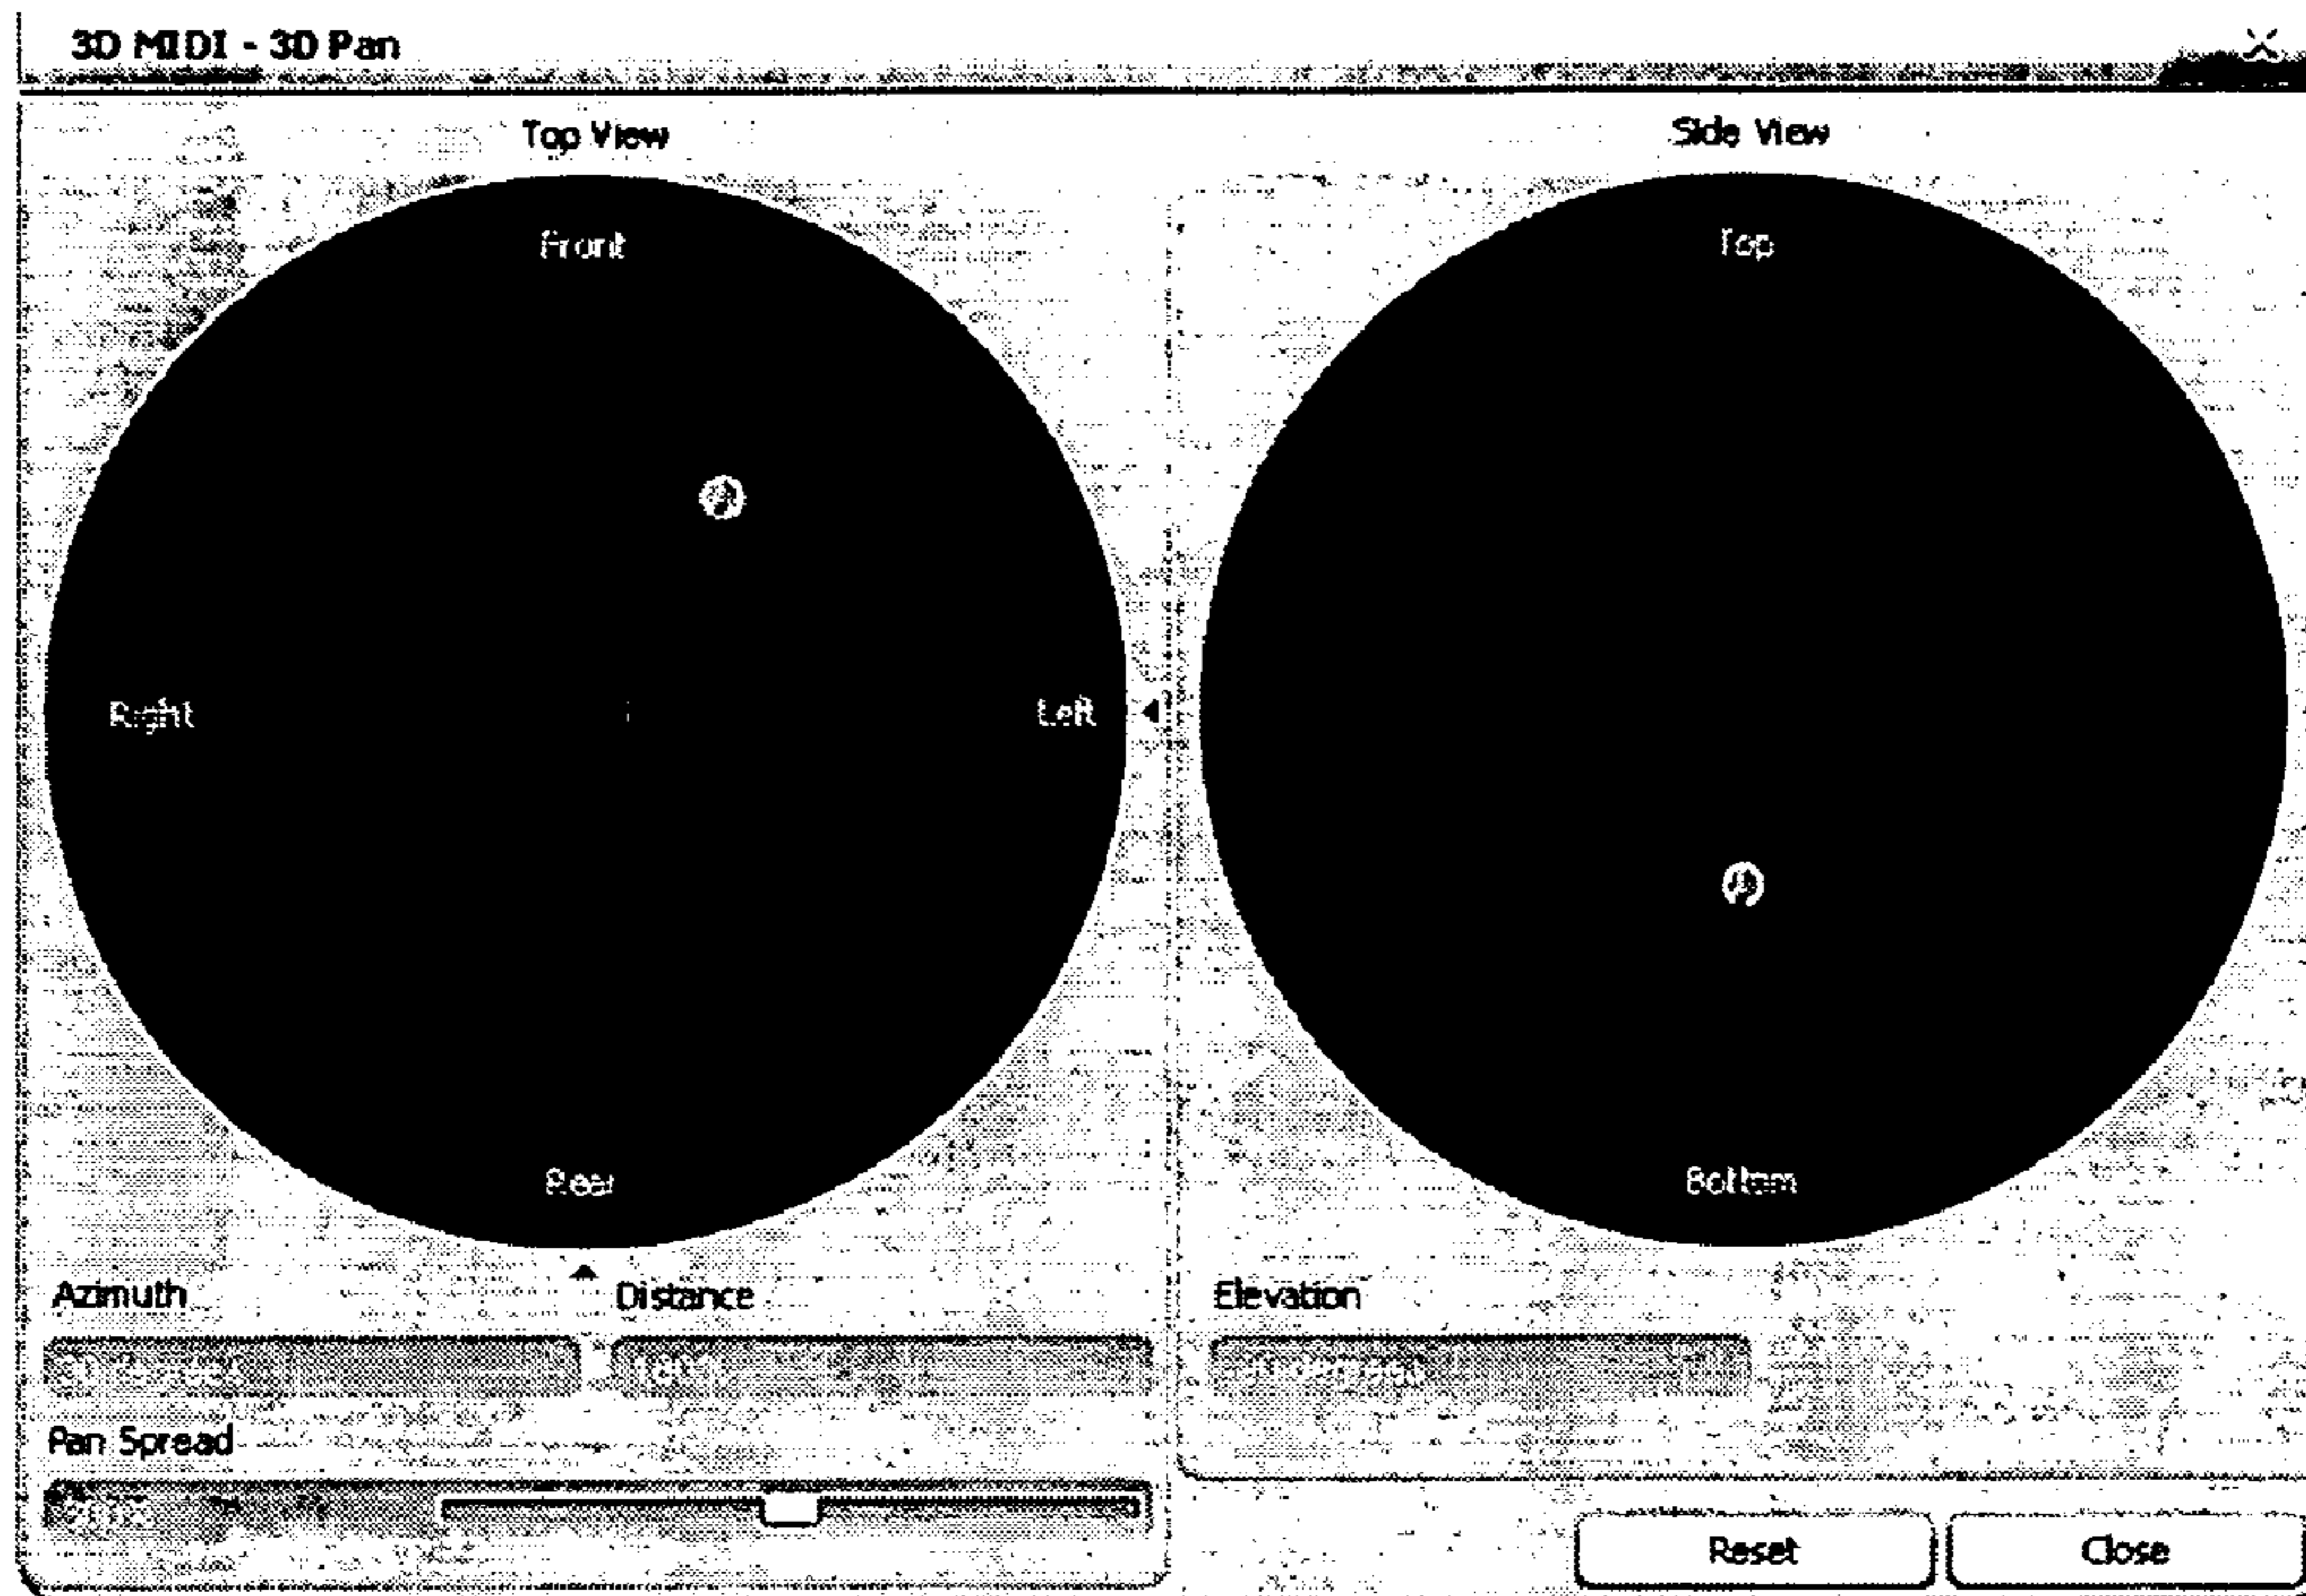 3D MIDI - 3D Pan
Top View
Side View
Front
Top
Right
Left
Rear
Bottom
Azimuth
Distance
Elevation
Pan Spread
Reset
Close